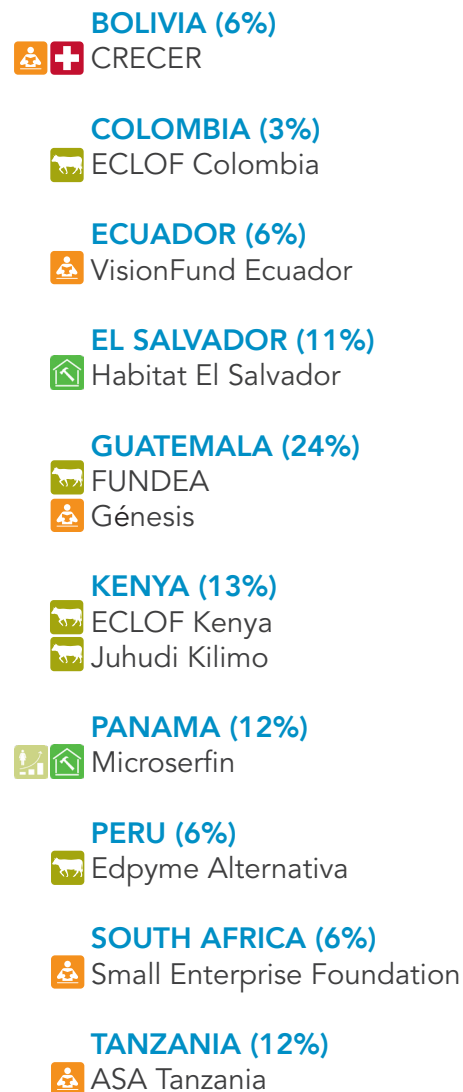 BOLIVIA (6%)
CRECER
COLOMBIA (3%)
ECLOF Colombia
ECUADOR (6%)
VisionFund Ecuador
EL SALVADOR (11%)
Habitat El Salvador
GUATEMALA (24%)
FUNDEA
Génesis
KENYA (13%)
ECLOF Kenya
Juhudi Kilimo
PANAMA (12%)
Microserfin
PERU (6%)
Edpyme Alternativa
SOUTH AFRICA (6%)
Small Enterprise Foundation
TANZANIA (12%)
ASA Tanzania